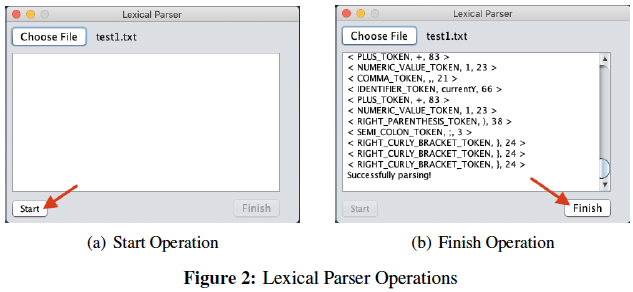 Lexical Parser
Choose File test1.txt
Start Finish
(a) Start Operation
Lexical Parser
Choose File test1.txt
< PLUS_TOKEN, +, 83 >
< NUMERIC_VALUE_TOKEN, 1, 23 >
< COMMA_TOKEN, ,, 21 >
< IDENTIFIER_TOKEN, currentY, 66 >
< PLUS_TOKEN, +, 83 >
< NUMERIC_VALUE_TOKEN, 1, 23 >
< RIGHT_PARENTHESIS_TOKEN, ), 38 >
< SEMI_COLON_TOKEN, ;, 3 >
< RIGHT_CURLY_BRACKET_TOKEN, }, 24 >
< RIGHT_CURLY_BRACKET_TOKEN, }, 24 >
< RIGHT_CURLY_BRACKET_TOKEN, }, 24 >
Successfully parsing!
Start Finish
(b) Finish Operation
Figure 2: Lexical Parser Operations